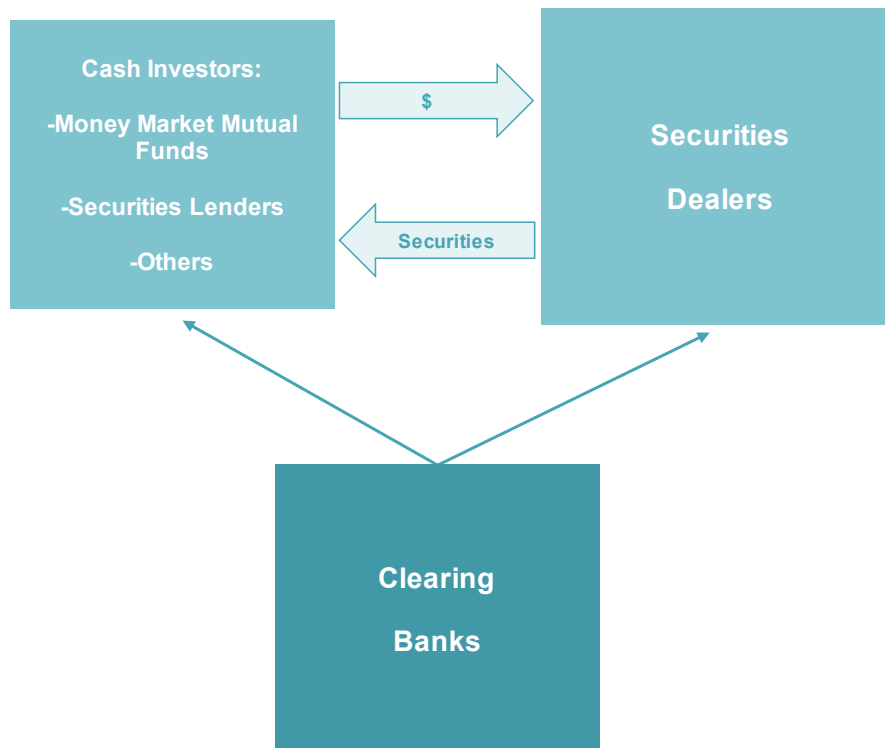 Cash Investors:
-Money Market Mutual
Funds
-Securities Lenders
-Others
$
Securities
Securities
Dealers
Clearing
Banks